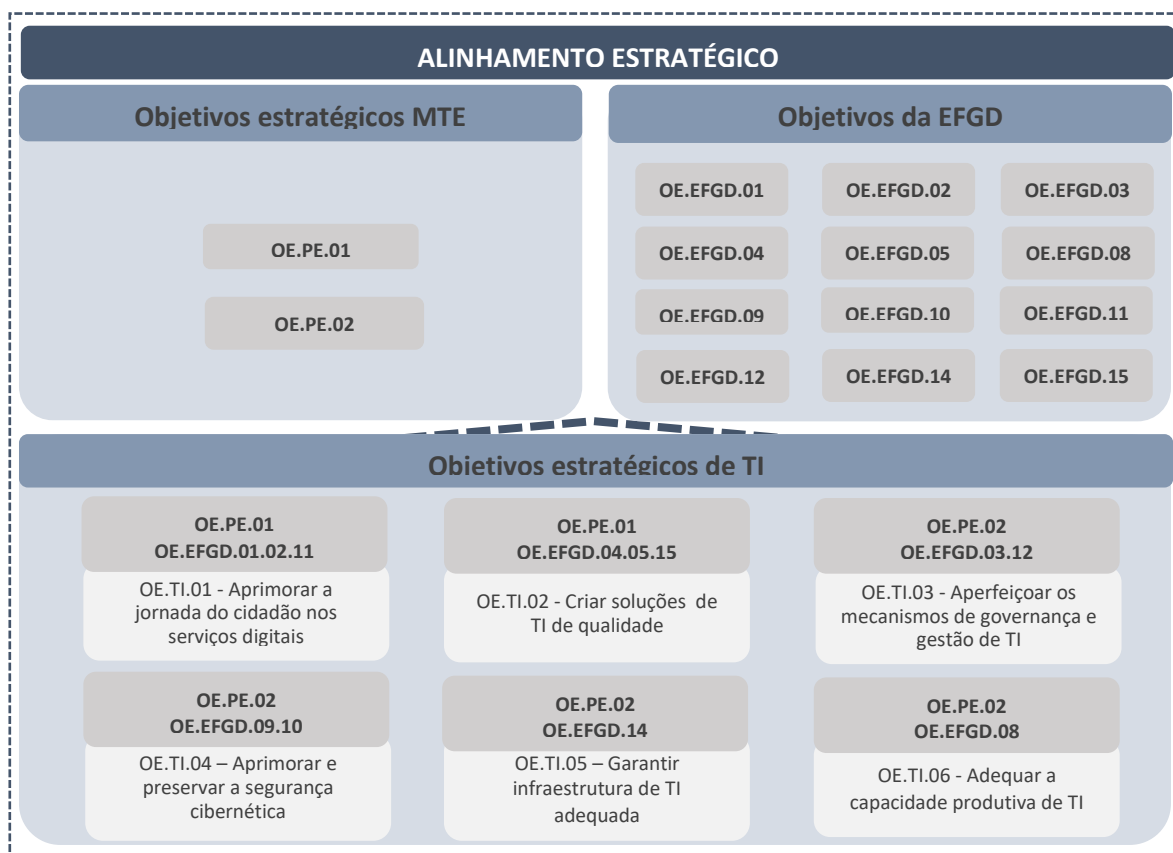 ALINHAMENTO ESTRATÉGICO
Objetivos estratégicos MTE
OE.PE.01
OE.PE.02
Objetivos da EFGD
OE.EFGD.01
OE.EFGD.02
OE.EFGD.03
OE.EFGD.04
OE.EFGD.05
OE.EFGD.08
OE.EFGD.09
OE.EFGD.10
OE.EFGD.11
OE.EFGD.12
OE.EFGD.14
OE.EFGD.15
Objetivos estratégicos de TI
OE.PE.01
OE.EFGD.01.02.11
OE.TI.01 - Aprimorar a
jornada do cidadão nos
serviços digitais
OE.PE.01
OE.EFGD.04.05.15
OE.TI.02 - Criar soluções de
TI de qualidade
OE.PE.02
OE.EFGD.03.12
OE.TI.03 - Aperfeiçoar os
mecanismos de governança e
gestão de TI
OE.PE.02
OE.EFGD.09.10
OE.TI.04 – Aprimorar e
preservar a segurança
cibernética
OE.PE.02
OE.EFGD.14
OE.TI.05 – Garantir
infraestrutura de TI
adequada
OE.PE.02
OE.EFGD.08
OE.TI.06 - Adequar a
capacidade produtiva de TI